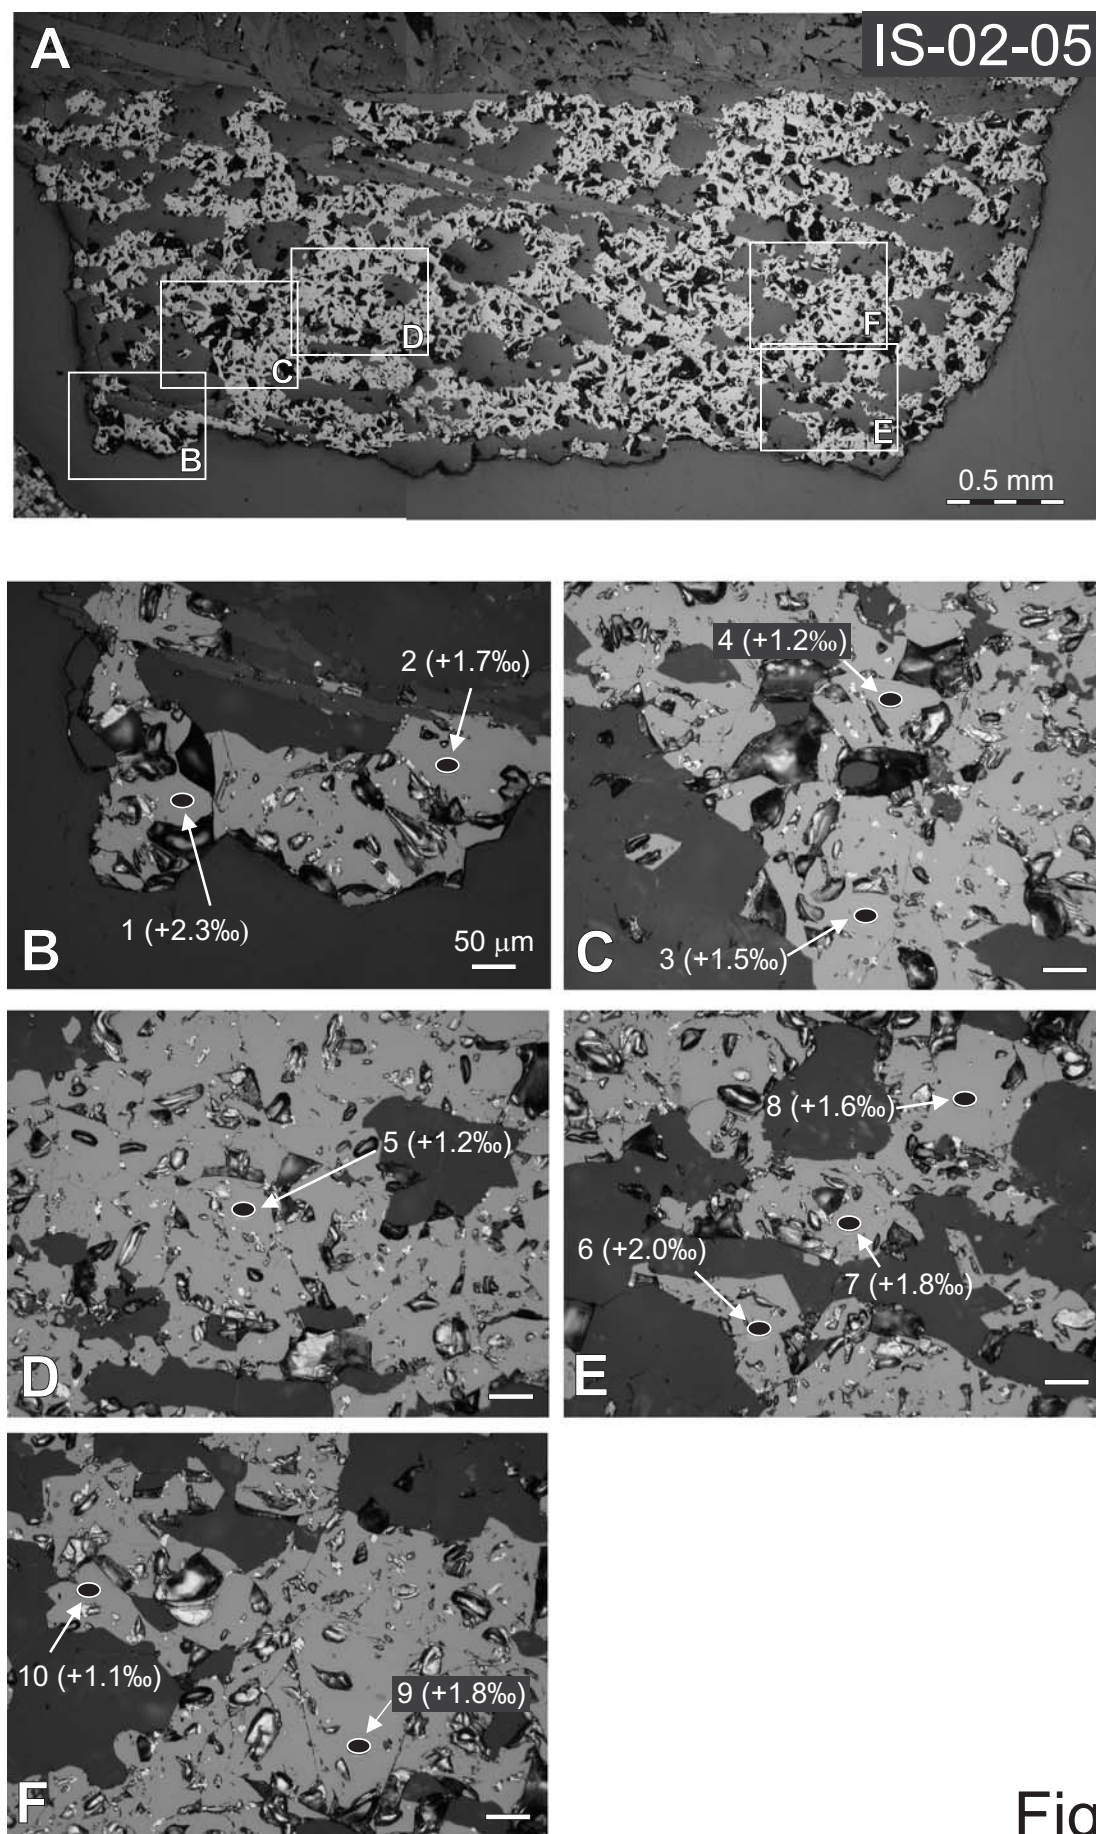 A
IS-02-05
D
F
C
E
B
0.5 mm
2 (+1.7‰)
1 (+2.3‰)
B
50 µm
4 (+1.2‰)
3 (+1.5‰)
C
5 (+1.2‰)
D
8 (+1.6‰)
6 (+2.0‰)
7 (+1.8‰)
E
10 (+1.1‰)
9 (+1.8‰)
F
Fig